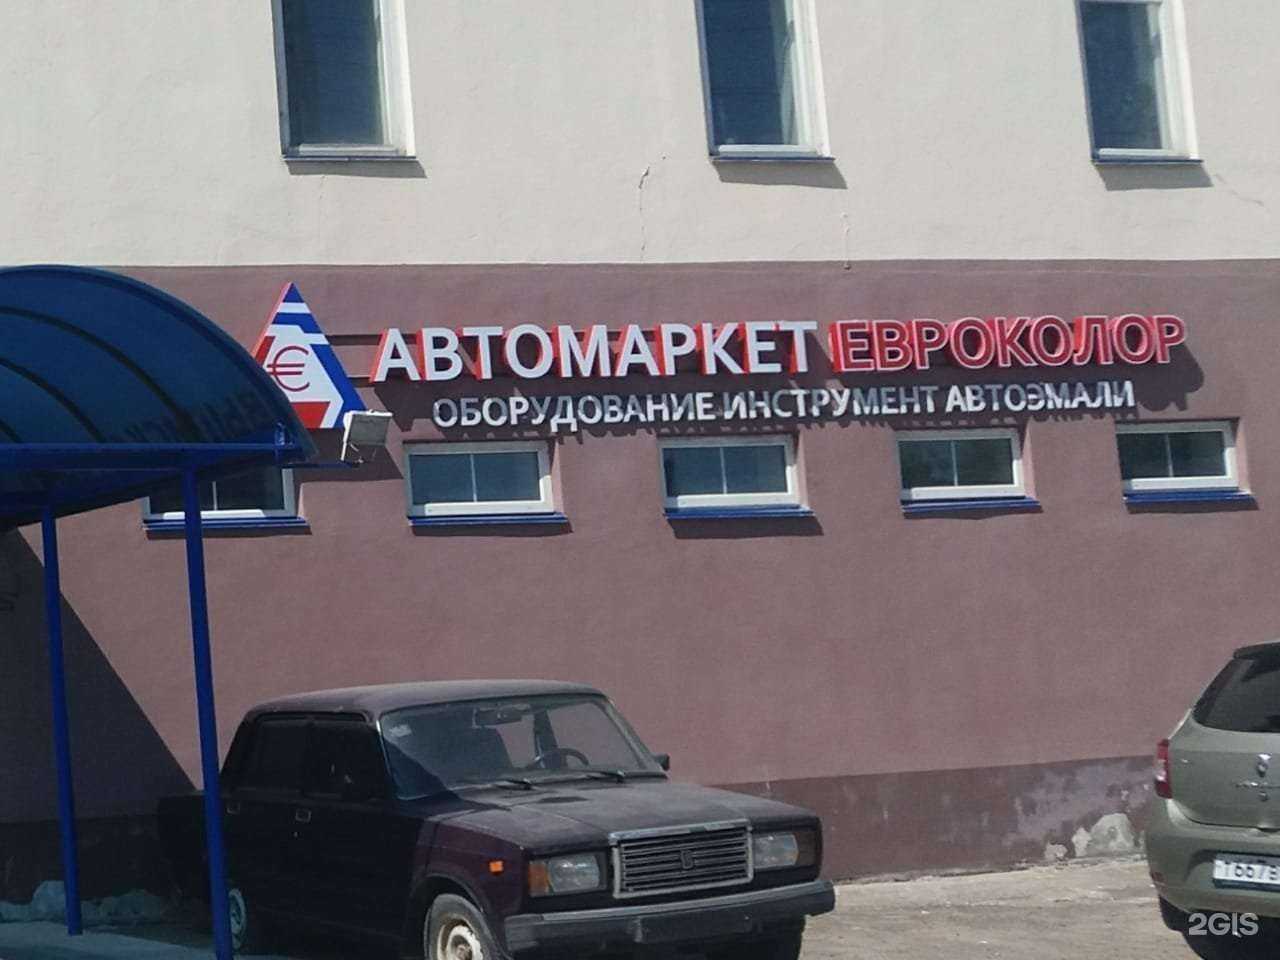 € АВТОМАРКЕТ ЕВРОКОЛОР
ОБОРУДОВАНИЕ ИНСТРУМЕНТ АВТОЭМАЛИ
2GIS